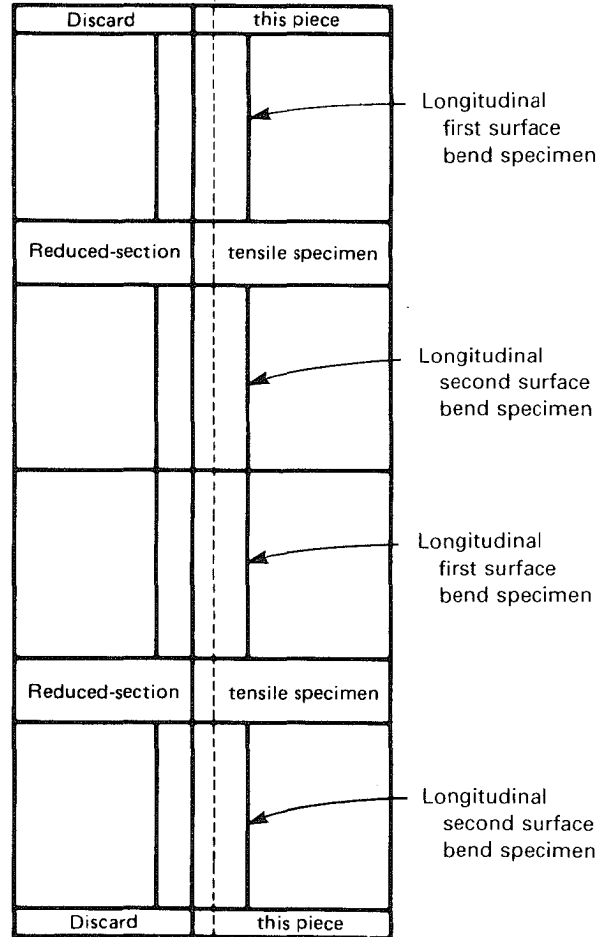 Discard this piece
Longitudinal
first surface
bend specimen
Reduced-section tensile specimen
Longitudinal
second surface
bend specimen
Longitudinal
first surface
bend specimen
Reduced-section tensile specimen
Longitudinal
second surface
bend specimen
Discard this piece